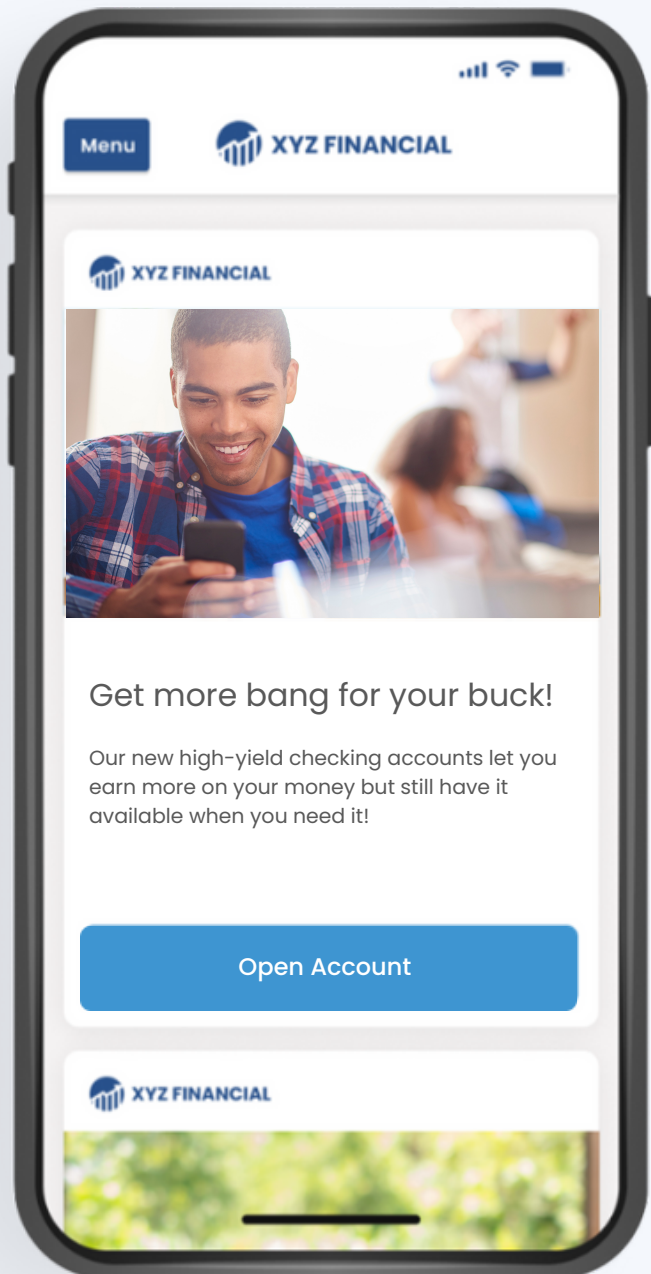 Menu
XYZ FINANCIAL
XYZ FINANCIAL
Get more bang for your buck!
Our new high-yield checking accounts let you
earn more on your money but still have it
available when you need it!
Open Account
XYZ FINANCIAL